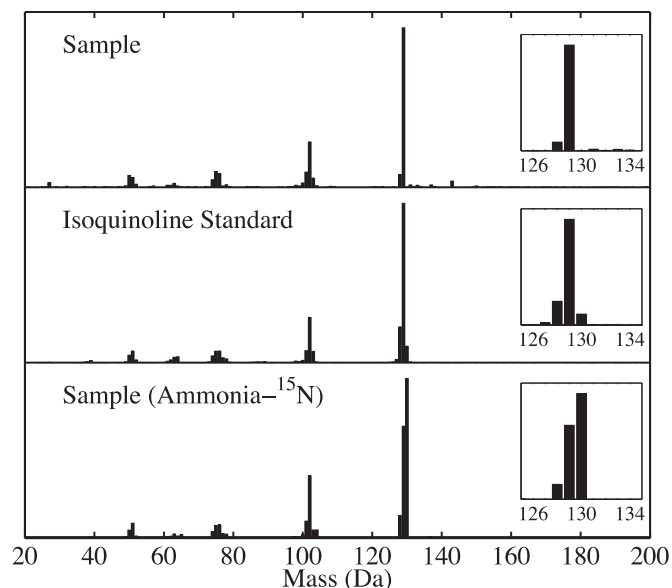 Sample
126 130 134
Isoquinoline Standard
126 130 134
Sample (Ammonia–¹⁵N)
126 130 134
20 40 60 80 100 120 140 160 180 200
Mass (Da)